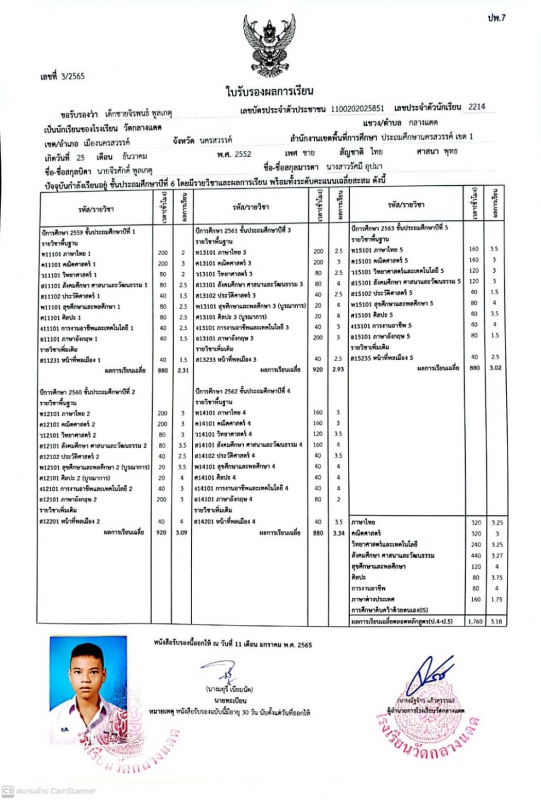 ปพ.7
เลขที่ 3/2565
ใบรับรองผลการเรียน
ขอรับรองว่า เด็กชายจิรพนธ์ พูลเกตุ เลขบัตรประจำตัวประชาชน 1100202025851 เลขประจำตัวนักเรียน 2214
เป็นนักเรียนของโรงเรียน วัดกลางแดด แขวง/ตำบล กลางแดด
เขต/อำเภอ เมืองนครสวรรค์ จังหวัด นครสวรรค์ สำนักงานเขตพื้นที่การศึกษา ประถมศึกษานครสวรรค์ เขต 1
เกิดวันที่ 25 เดือน ธันวาคม พ.ศ. 2552 เพศ ชาย สัญชาติ ไทย ศาสนา พุทธ
ชื่อ-ชื่อสกุลบิดา นายจิรศักดิ์ พูลเกตุ ชื่อ-ชื่อสกุลมารดา นางสาวรัศมี อุปมา
ปัจจุบันกำลังเรียนอยู่ ชั้นประถมศึกษาปีที่ 6 โดยมีรายวิชาและผลการเรียน พร้อมทั้งระดับคะแนนเฉลี่ยสะสม ดังนี้
รหัส/รายวิชา เวลา(ชั่วโมง) ผลการเรียน
ปีการศึกษา 2559 ชั้นประถมศึกษาปีที่ 1
รายวิชาพื้นฐาน
ท11101 ภาษาไทย 1 200 2
ค11101 คณิตศาสตร์ 1 200 3
ว11101 วิทยาศาสตร์ 1 80 2
ส11101 สังคมศึกษา ศาสนาและวัฒนธรรม 1 80 2.5
ส11102 ประวัติศาสตร์ 1 40 1.5
พ11101 สุขศึกษาและพลศึกษา 1 80 2
ศ11101 ศิลปะ 1 80 2.5
ง11101 การงานอาชีพและเทคโนโลยี 1 40 2.5
อ11101 ภาษาอังกฤษ 1 40 1.5
รายวิชาเพิ่มเติม
ส11231 หน้าที่พลเมือง 1 40 1.5
ผลการเรียนเฉลี่ย 880 2.31
ปีการศึกษา 2560 ชั้นประถมศึกษาปีที่ 2
รายวิชาพื้นฐาน
ท12101 ภาษาไทย 2 200 3
ค12101 คณิตศาสตร์ 2 200 3
ว12101 วิทยาศาสตร์ 2 80 3
ส12101 สังคมศึกษา ศาสนาและวัฒนธรรม 2 80 3.5
ส12102 ประวัติศาสตร์ 2 40 2.5
พ12101 สุขศึกษาและพลศึกษา 2 (บูรณาการ) 20 3.5
ศ12101 ศิลปะ 2 (บูรณาการ) 20 4
ง12101 การงานอาชีพและเทคโนโลยี 2 40 3
อ12101 ภาษาอังกฤษ 2 200 3
รายวิชาเพิ่มเติม
ส12201 หน้าที่พลเมือง 2 40 4
ผลการเรียนเฉลี่ย 920 3.09
รหัส/รายวิชา เวลา(ชั่วโมง) ผลการเรียน
ปีการศึกษา 2561 ชั้นประถมศึกษาปีที่ 3
รายวิชาพื้นฐาน
ท13101 ภาษาไทย 3 200 2.5
ค13101 คณิตศาสตร์ 3 200 3
ว13101 วิทยาศาสตร์ 3 80 2.5
ส13101 สังคมศึกษา ศาสนาและวัฒนธรรม 3 80 4
ส13102 ประวัติศาสตร์ 3 40 2.5
พ13101 สุขศึกษาและพลศึกษา 3 (บูรณาการ) 20 4
ศ13101 ศิลปะ 3 (บูรณาการ) 20 4
ง13101 การงานอาชีพและเทคโนโลยี 3 40 3
อ13101 ภาษาอังกฤษ 3 200 3
รายวิชาเพิ่มเติม
ส13233 หน้าที่พลเมือง 3 40 2.5
ผลการเรียนเฉลี่ย 920 2.93
ปีการศึกษา 2562 ชั้นประถมศึกษาปีที่ 4
รายวิชาพื้นฐาน
ท14101 ภาษาไทย 4 160 3
ค14101 คณิตศาสตร์ 4 160 3
ว14101 วิทยาศาสตร์ 4 120 3.5
ส14101 สังคมศึกษา ศาสนาและวัฒนธรรม 4 160 4
ส14102 ประวัติศาสตร์ 4 40 3.5
พ14101 สุขศึกษาและพลศึกษา 4 40 4
ศ14101 ศิลปะ 4 40 4
ง14101 การงานอาชีพและเทคโนโลยี 4 40 4
อ14101 ภาษาอังกฤษ 4 80 2
รายวิชาเพิ่มเติม
ส14201 หน้าที่พลเมือง 4 40 3.5
ผลการเรียนเฉลี่ย 880 3.34
รหัส/รายวิชา เวลา(ชั่วโมง) ผลการเรียน
ปีการศึกษา 2563 ชั้นประถมศึกษาปีที่ 5
รายวิชาพื้นฐาน
ท15101 ภาษาไทย 5 160 3.5
ค15101 คณิตศาสตร์ 5 160 3
ว15101 วิทยาศาสตร์และเทคโนโลยี 5 120 3
ส15101 สังคมศึกษา ศาสนาและวัฒนธรรม 5 120 3
ส15102 ประวัติศาสตร์ 5 40 1.5
พ15101 สุขศึกษาและพลศึกษา 5 80 4
ศ15101 ศิลปะ 5 40 3.5
ง15101 การงานอาชีพ 5 40 4
อ15101 ภาษาอังกฤษ 5 80 1.5
รายวิชาเพิ่มเติม
ส15235 หน้าที่พลเมือง 5 40 2.5
ผลการเรียนเฉลี่ย 880 3.02
ภาษาไทย 320 3.25
คณิตศาสตร์ 320 3
วิทยาศาสตร์และเทคโนโลยี 240 3.25
สังคมศึกษา ศาสนาและวัฒนธรรม 440 3.27
สุขศึกษาและพลศึกษา 120 4
ศิลปะ 80 3.75
การงานอาชีพ 80 4
ภาษาต่างประเทศ 160 1.75
การศึกษาค้นคว้าด้วยตนเอง(IS)
ผลการเรียนเฉลี่ยตลอดหลักสูตร(ป.4-ป.5) 1,760 3.18
หนังสือรับรองนี้ออกให้ ณ วันที่ 11 เดือน มกราคม พ.ศ. 2565
(นางมยุรี เนียมนัด)
นายทะเบียน
หมายเหตุ หนังสือรับรองฉบับนี้มีอายุ 30 วัน นับตั้งแต่วันที่ออกให้
ผู้อำนวยการโรงเรียนวัดกลางแดด
โรงเรียนวัดกลางแดด
โรงเรียนวัดกลางแดด
CS สแกนด้วย CamScanner